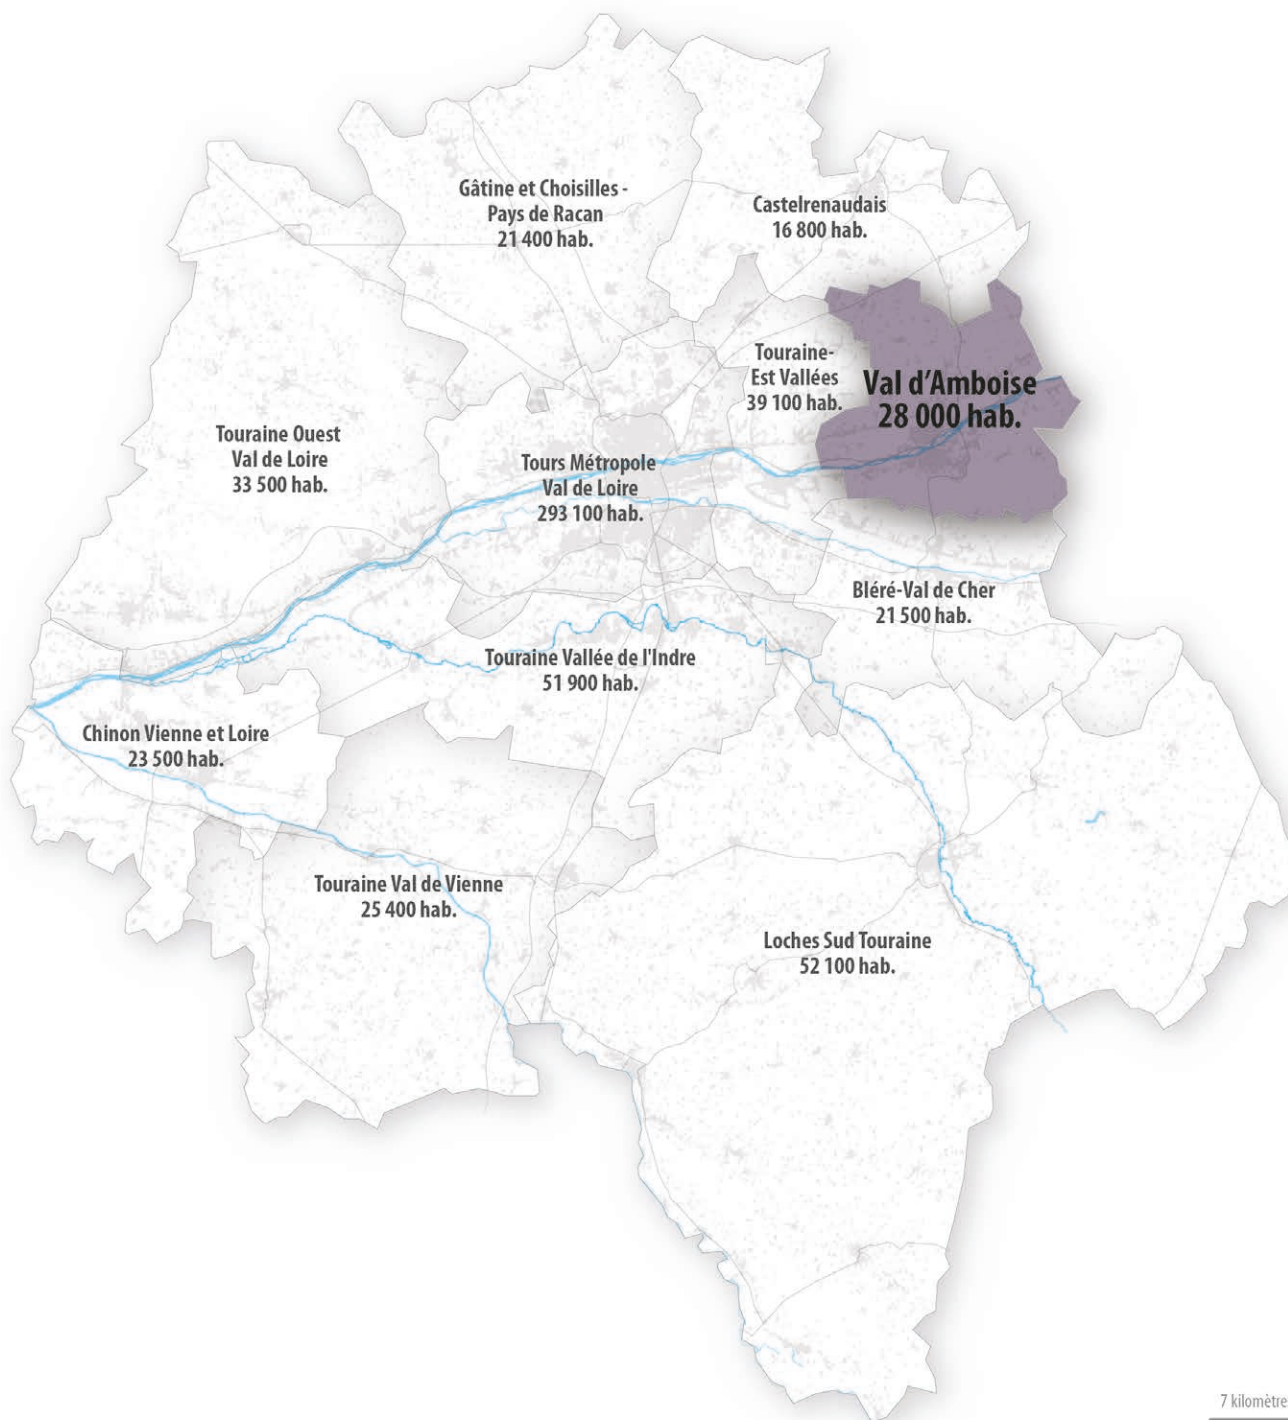 Gâtine et Choisilles -
Pays de Racan
21 400 hab.
Castelrenaudais
16 800 hab.
Touraine-
Est Vallées
39 100 hab.
Val d'Amboise
28 000 hab.
Touraine Ouest
Val de Loire
33 500 hab.
Tours Métropole
Val de Loire
293 100 hab.
Bléré-Val de Cher
21 500 hab.
Touraine Vallée de l'Indre
51 900 hab.
Chinon Vienne et Loire
23 500 hab.
Touraine Val de Vienne
25 400 hab.
Loches Sud Touraine
52 100 hab.
7 kilomètre